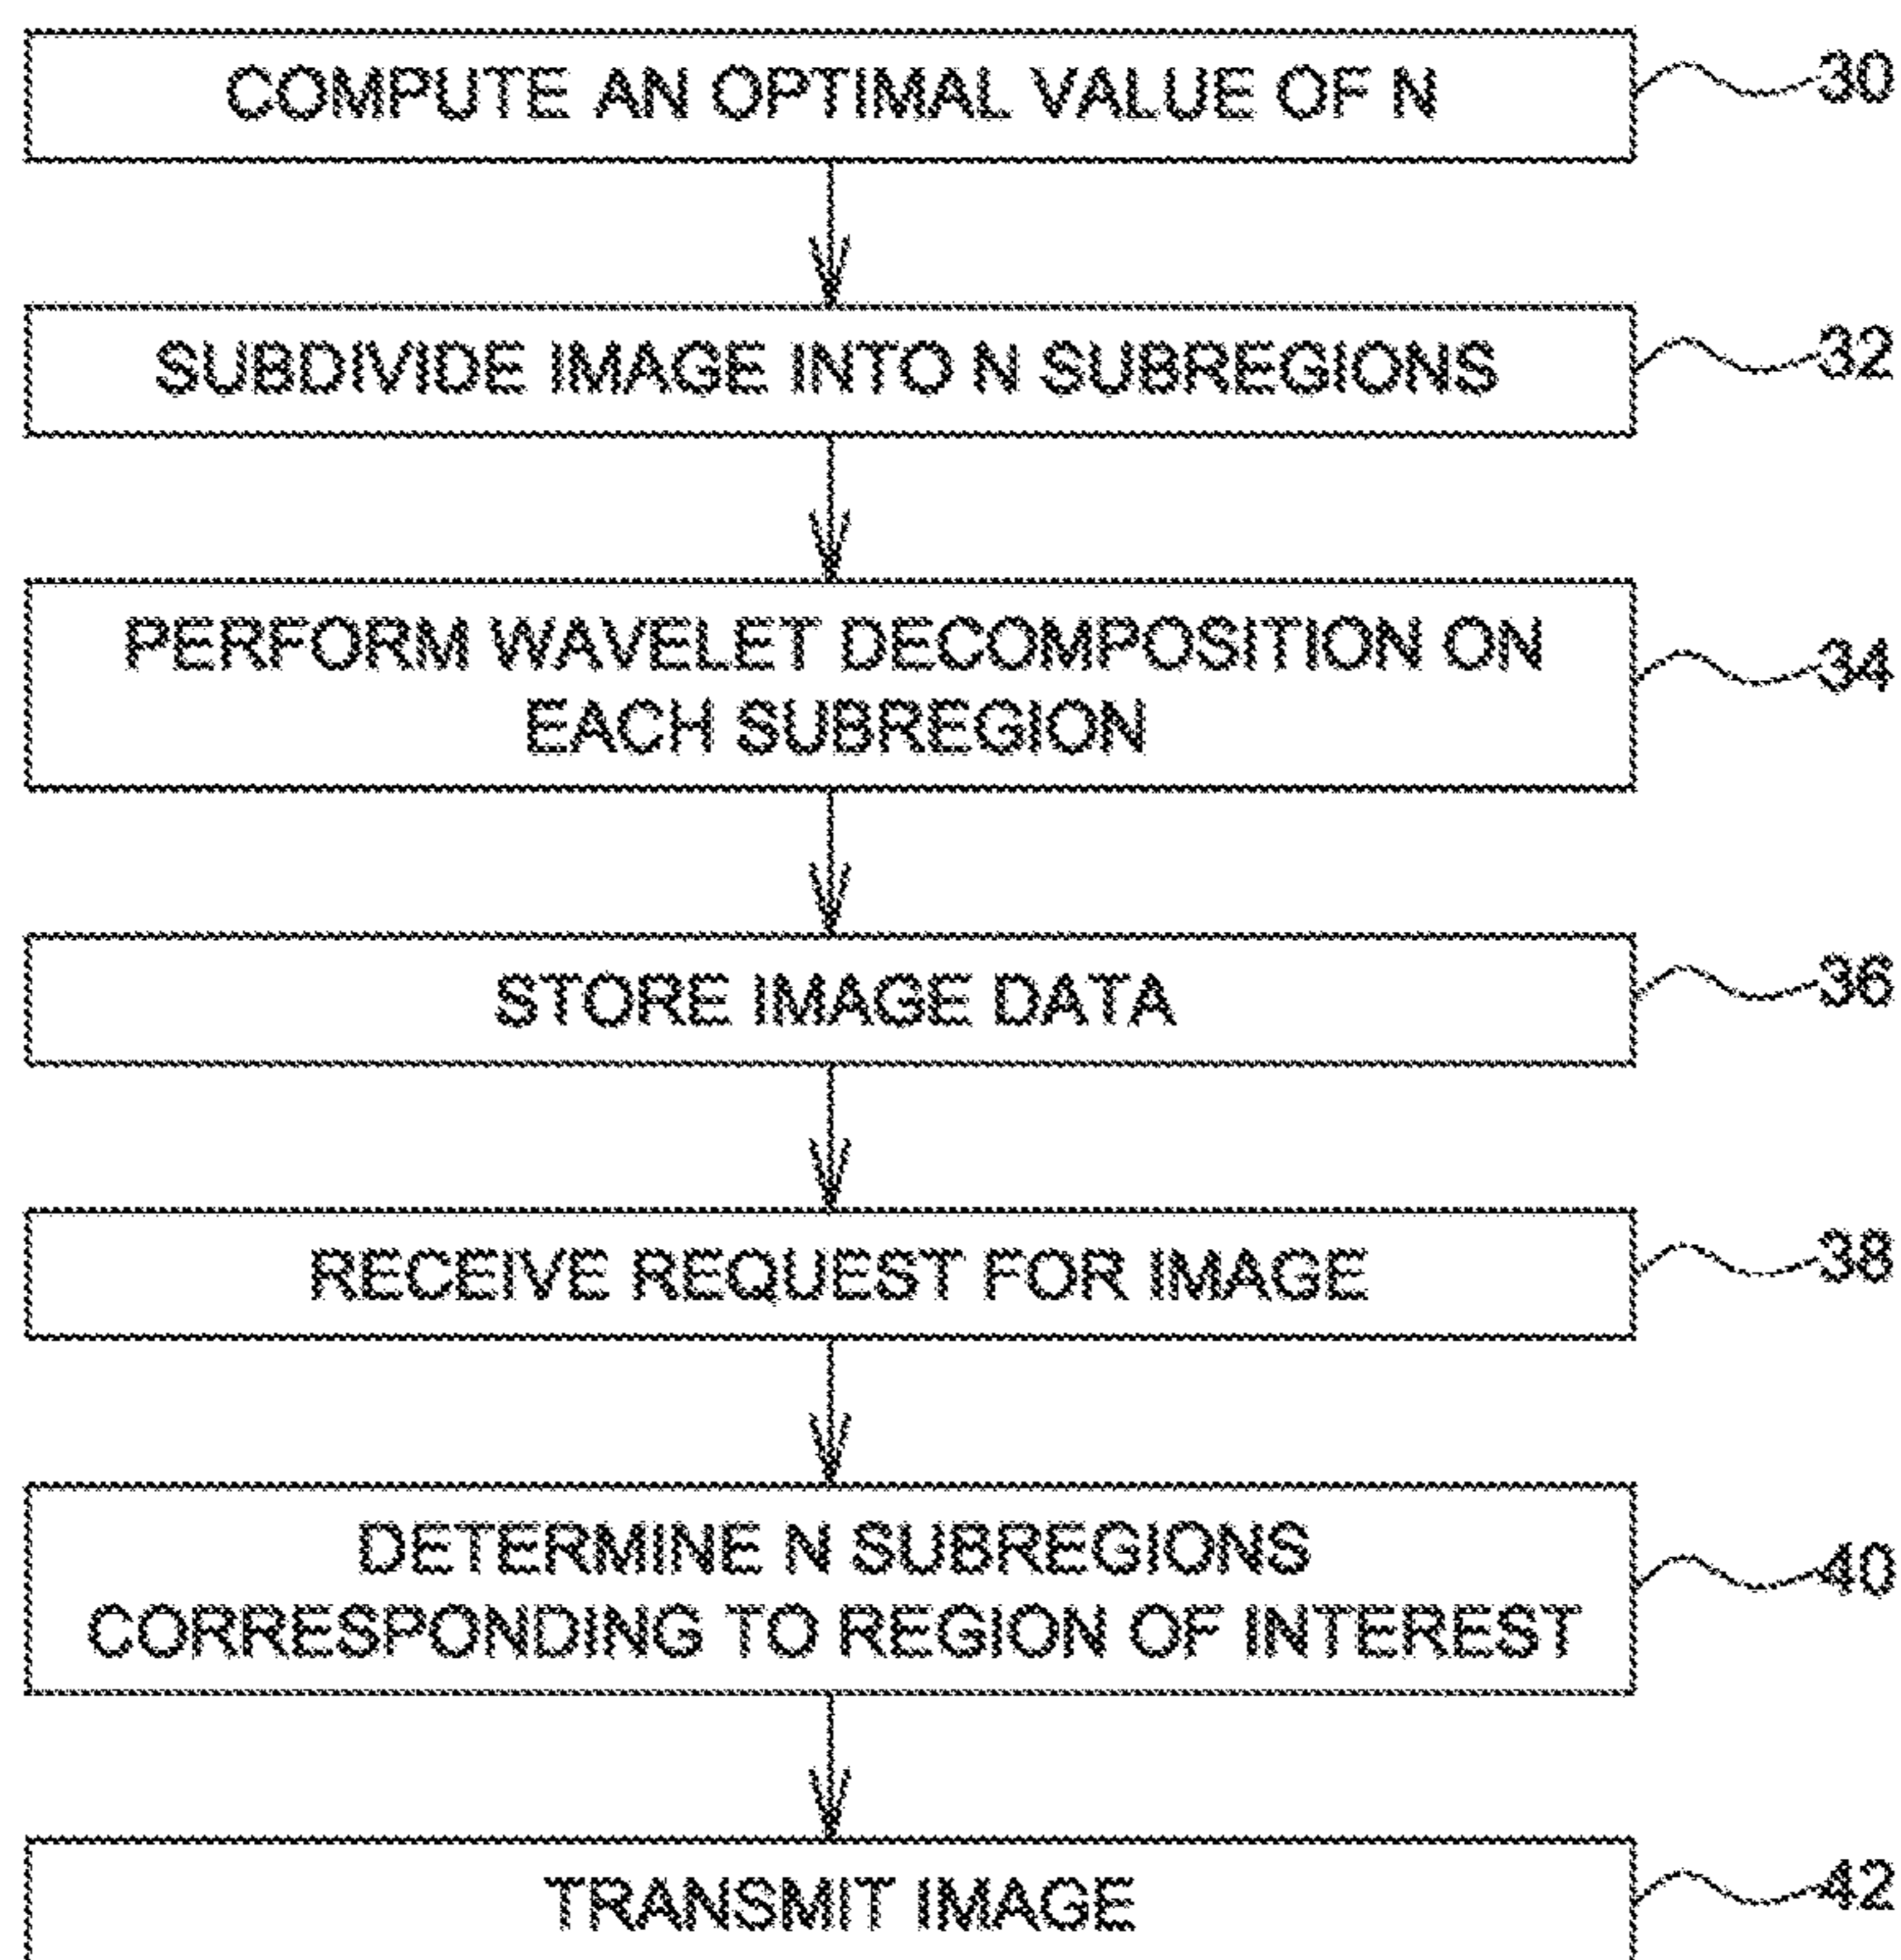 COMPUTE AN OPTIMAL VALUE OF N
30
SUBDIVIDE IMAGE INTO N SUBREGIONS
32
PERFORM WAVELET DECOMPOSITION ON
EACH SUBREGION
34
STORE IMAGE DATA
36
RECEIVE REQUEST FOR IMAGE
38
DETERMINE N SUBREGIONS
CORRESPONDING TO REGION OF INTEREST
40
TRANSMIT IMAGE
42